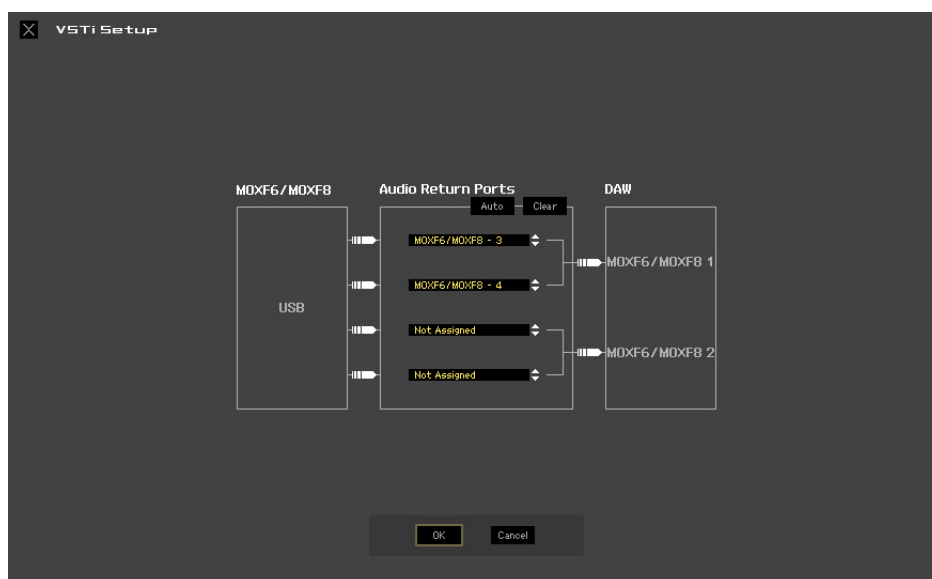 VSTi Setup
MOXF6/MOXF8
Audio Return Ports
DAW
Auto
Clear
MOXF6/MOXF8 - 3
MOXF6/MOXF8 1
MOXF6/MOXF8 - 4
USB
Not Assigned
MOXF6/MOXF8 2
Not Assigned
OK
Cancel